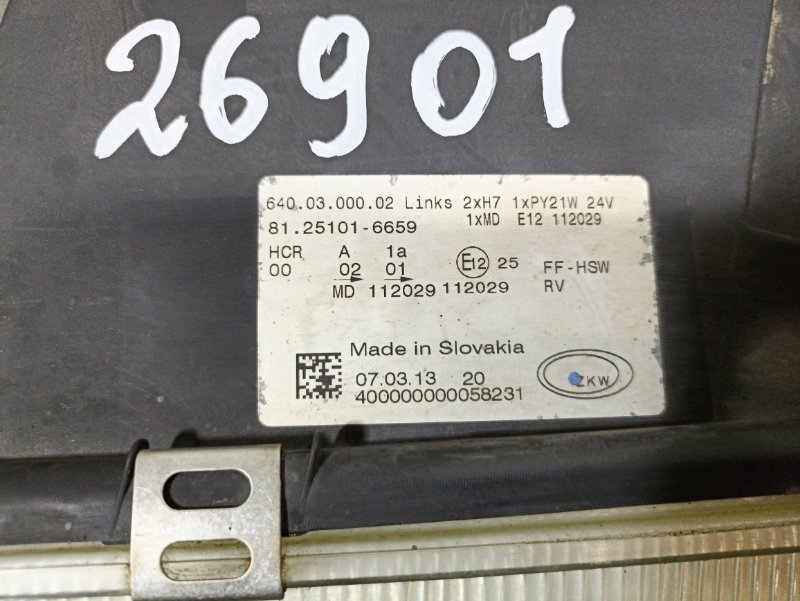 26901
640.03.000.02 Links 2xH7 1xPY21W 24V
81.25101-6659 1xMD E12 112029
HCR A 1a E12 25 FF-HSW
00 02 01 RV
MD 112029 112029
Made in Slovakia
07.03.13 20
400000000058231
ZKW